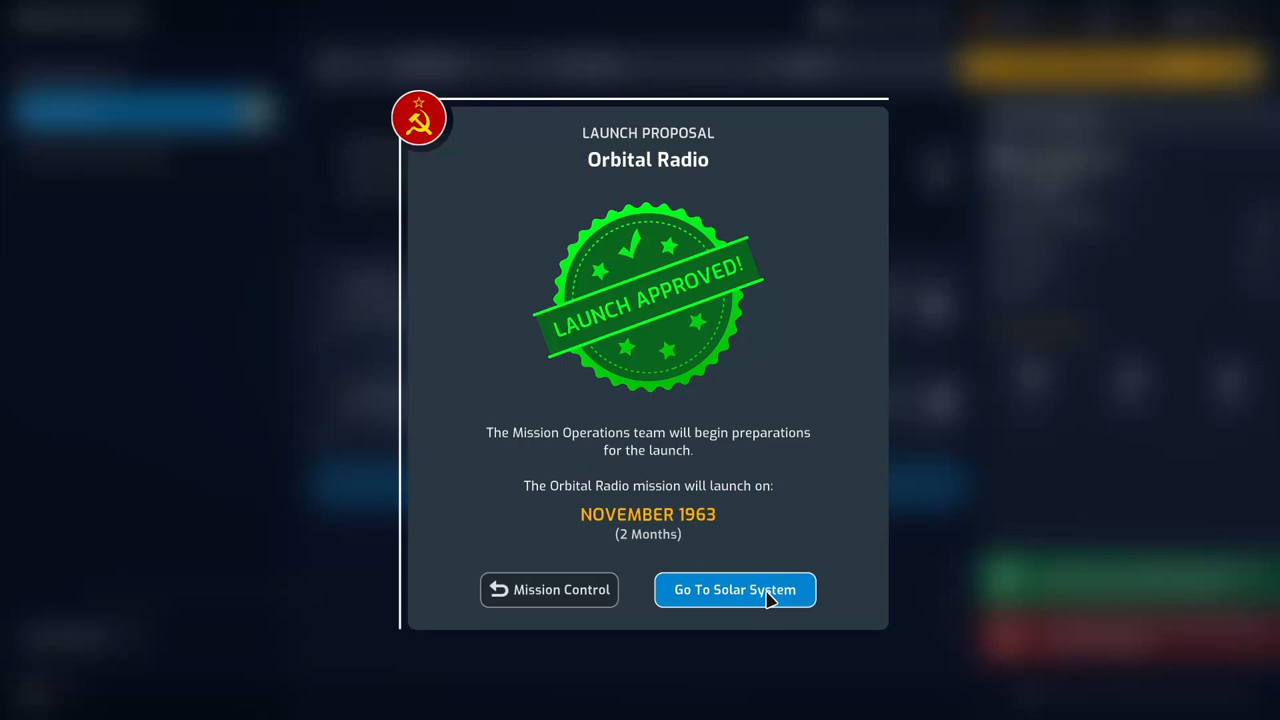 LAUNCH PROPOSAL
Orbital Radio
LAUNCH APPROVED!
The Mission Operations team will begin preparations
for the launch.
The Orbital Radio mission will launch on:
NOVEMBER 1963
(2 Months)
Mission Control
Go To Solar System